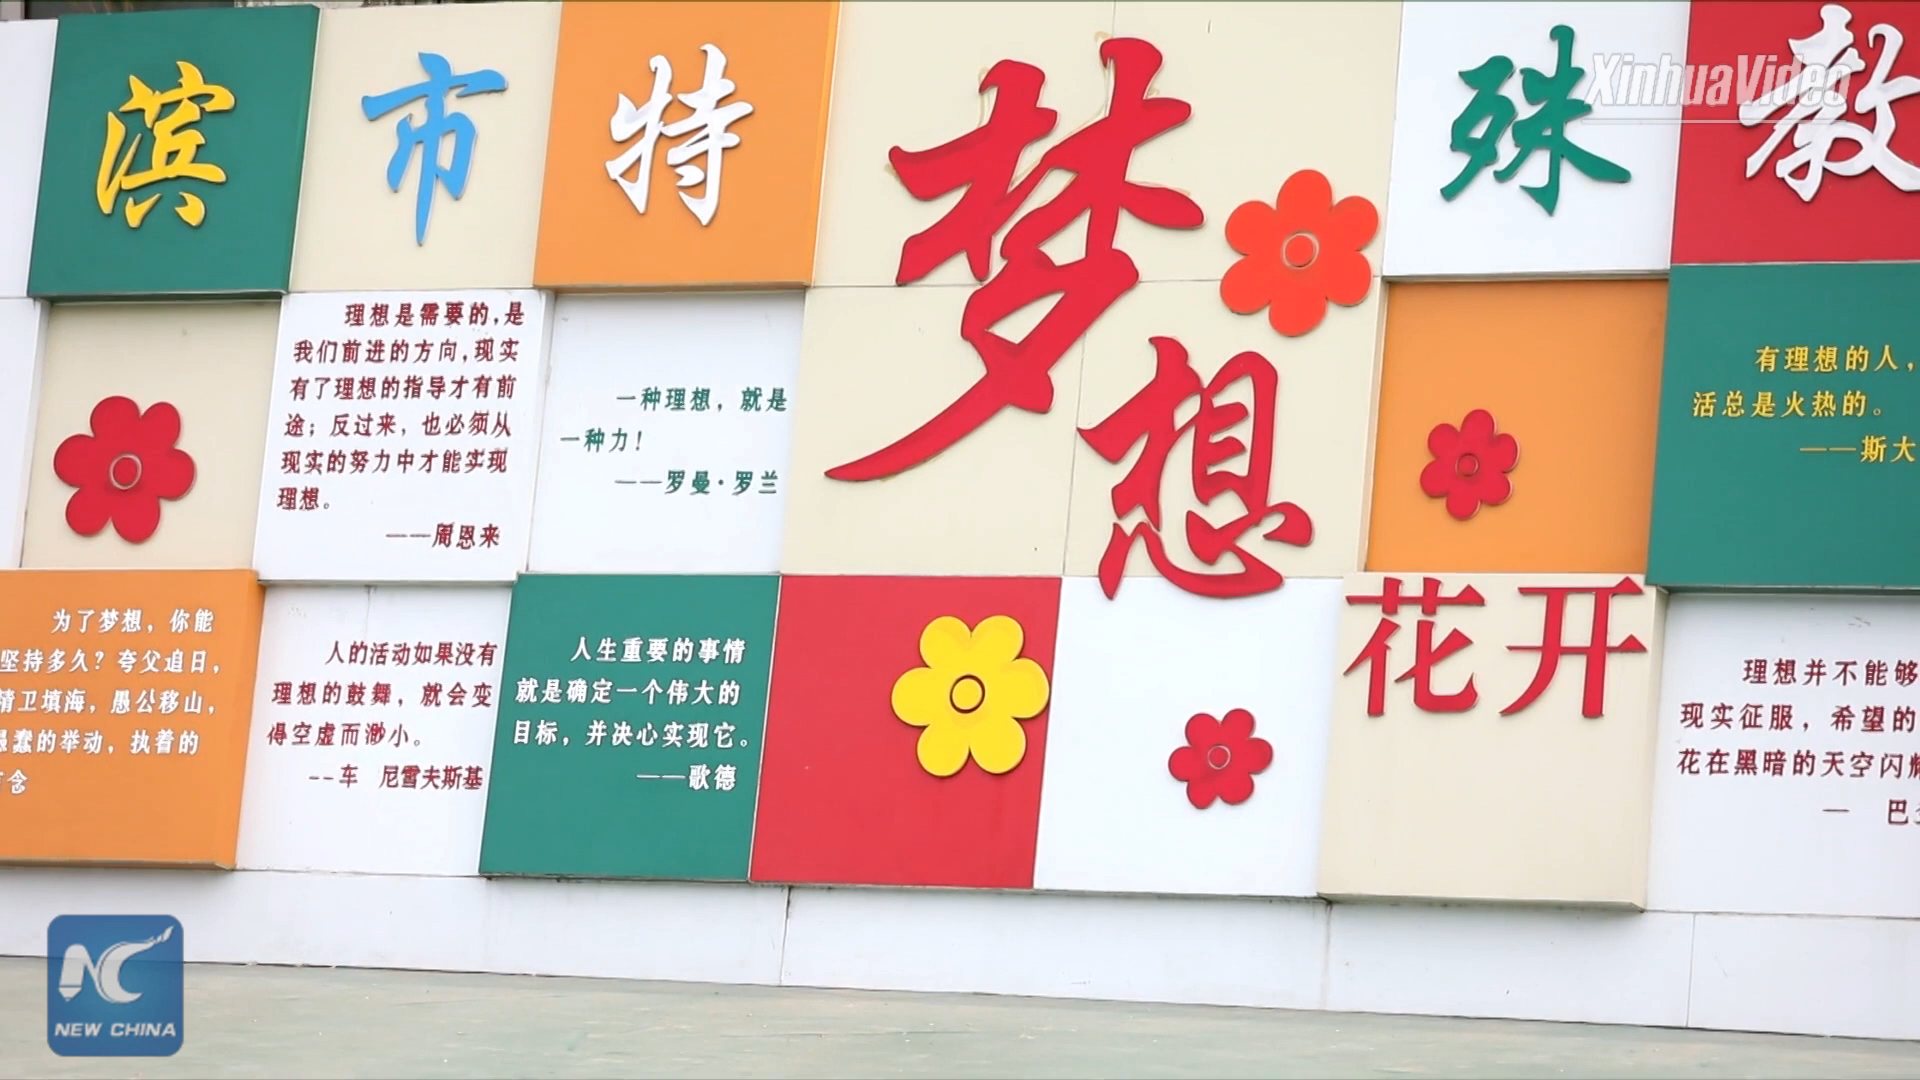 XinhuaVideo
滨市特 殊教
梦想
花开
理想是需要的,是
我们前进的方向,现实
有了理想的指导才有前
途；反过来，也必须从
现实的努力中才能实现
理想。
——周恩来
一种理想，就是
一种力！
——罗曼·罗兰
有理想的人，
活总是火热的。
——斯大
为了梦想，你能
坚持多久？夸父追日，
精卫填海，愚公移山，
愚蠢的举动，执着的
念
人的活动如果没有
理想的鼓舞，就会变
得空虚而渺小。
--车 尼雪夫斯基
人生重要的事情
就是确定一个伟大的
目标，并决心实现它。
——歌德
理想并不能够
现实征服，希望的
花在黑暗的天空闪耀
— 巴
NEW CHINA